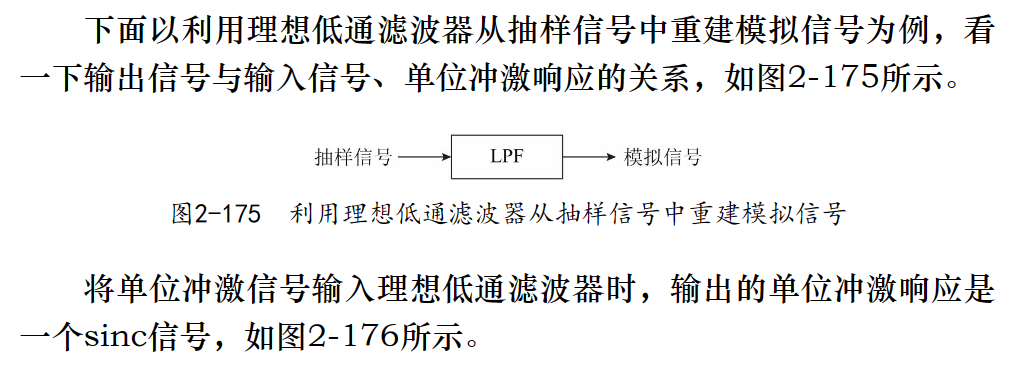 下面以利用理想低通滤波器从抽样信号中重建模拟信号为例，看
一下输出信号与输入信号、单位冲激响应的关系，如图2-175所示。
抽样信号 LPF 模拟信号
图2-175 利用理想低通滤波器从抽样信号中重建模拟信号
将单位冲激信号输入理想低通滤波器时，输出的单位冲激响应是
一个sinc信号，如图2-176所示。